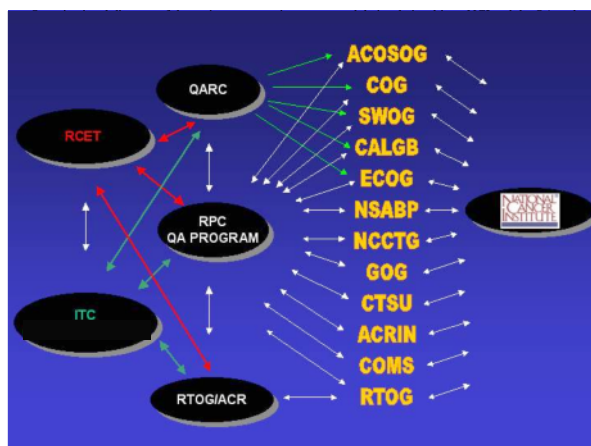 QARC
RCET
RPC
QA PROGRAM
ITC
RTOG/ACR
ACOSOG
COG
SWOG
CALGB
ECOG
NSABP
NCCTG
GOG
CTSU
ACRIN
COMS
RTOG
NATIONAL
CANCER
INSTITUTE